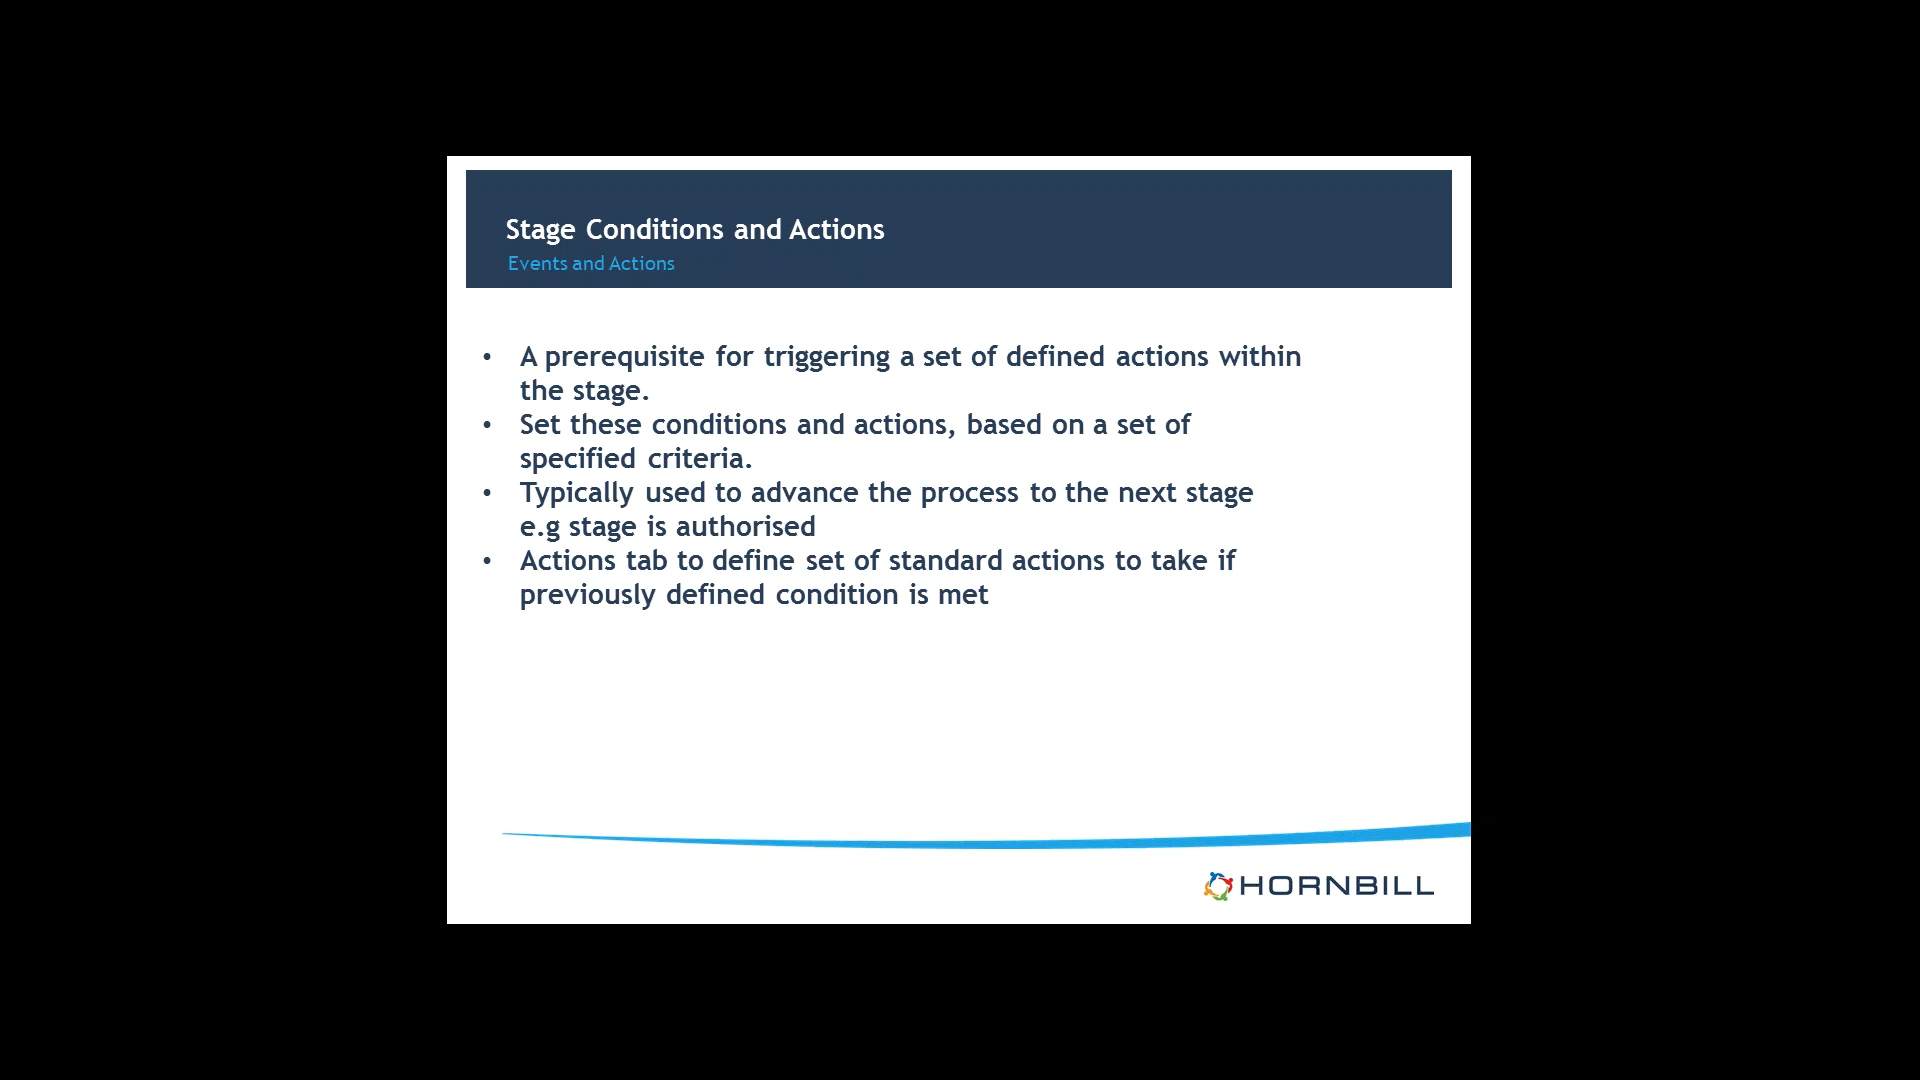 Stage Conditions and Actions
Events and Actions
• A prerequisite for triggering a set of defined actions within
the stage.
• Set these conditions and actions, based on a set of
specified criteria.
• Typically used to advance the process to the next stage
e.g stage is authorised
• Actions tab to define set of standard actions to take if
previously defined condition is met
HORNBILL